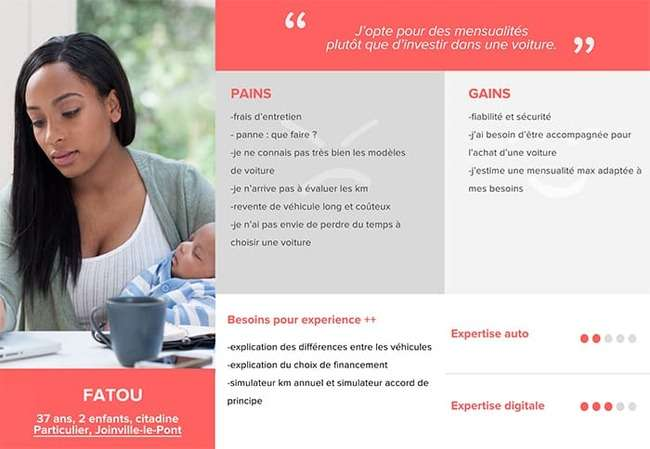 “ J’opte pour des mensualités
plutôt que d’investir dans une voiture. ”
PAINS
-frais d’entretien
- panne : que faire ?
-je ne connais pas très bien les modèles
de voiture
-je n’arrive pas à évaluer les km
-revente de véhicule long et coûteux
-je n’ai pas envie de perdre du temps à
choisir une voiture
GAINS
-fiabilité et sécurité
-j’ai besoin d’être accompagnée pour
l’achat d’une voiture
-j’estime une mensualité max adaptée à
mes besoins
Besoins pour experience ++
-explication des différences entre les véhicules
-explication du choix de financement
-simulateur km annuel et simulateur accord de
principe
Expertise auto
Expertise digitale
FATOU
37 ans, 2 enfants, citadine
Particulier, Joinville-le-Pont